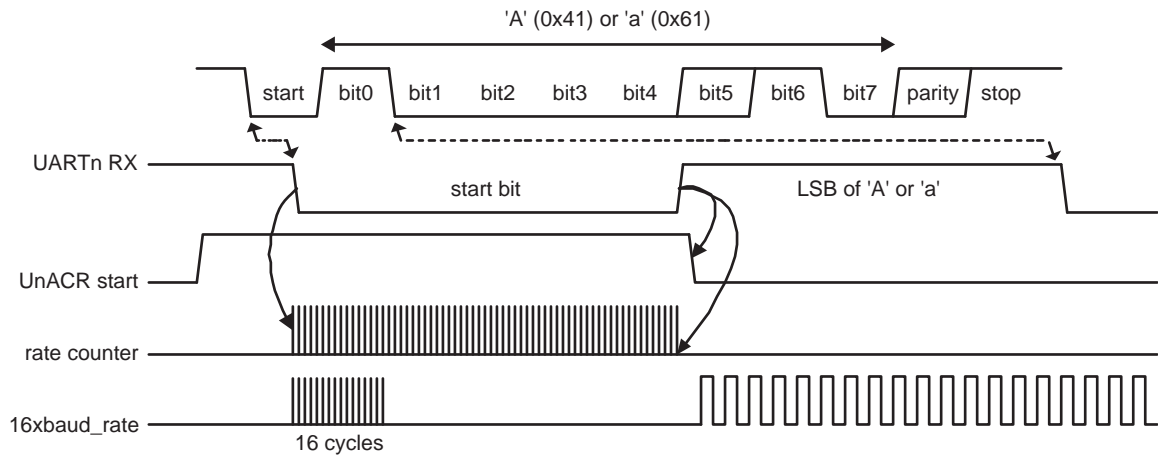 'A' (0x41) or 'a' (0x61)
start bit0 bit1 bit2 bit3 bit4 bit5 bit6 bit7 parity stop
UARTn RX
start bit
LSB of 'A' or 'a'
UnACR start
rate counter
16xbaud_rate
16 cycles